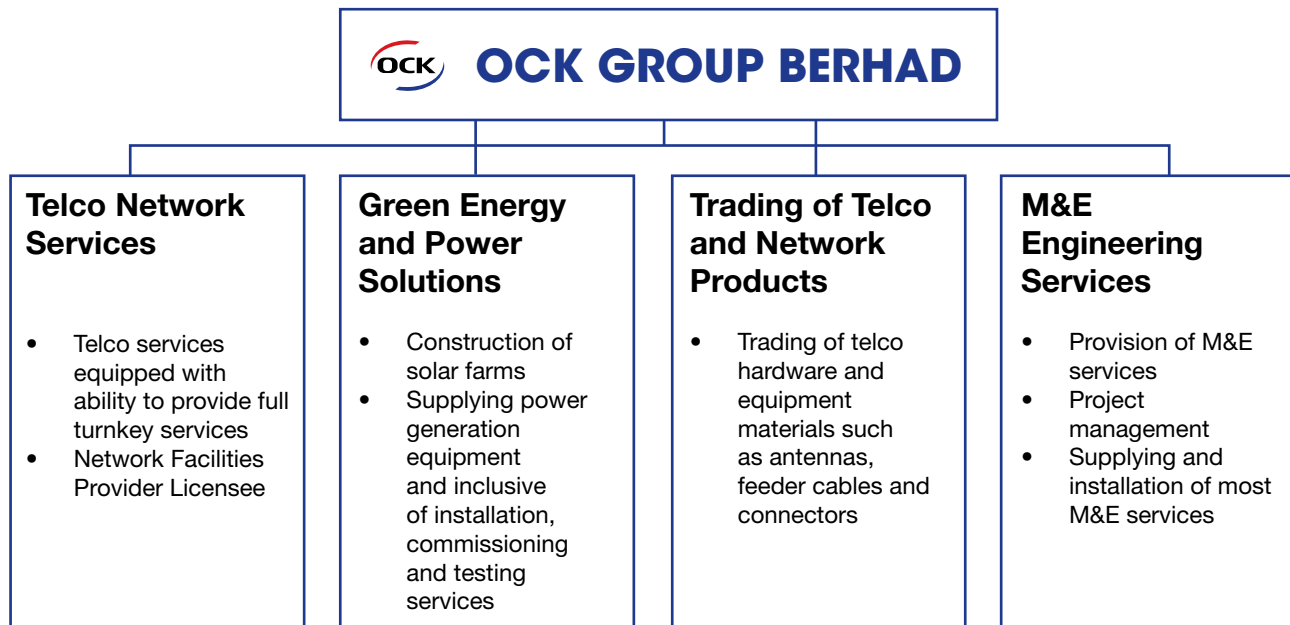 OCK
OCK GROUP BERHAD
Telco Network
Services
• Telco services
equipped with
ability to provide full
turnkey services
• Network Facilities
Provider Licensee
Green Energy
and Power
Solutions
• Construction of
solar farms
• Supplying power
generation
equipment
and inclusive
of installation,
commissioning
and testing
services
Trading of Telco
and Network
Products
• Trading of telco
hardware and
equipment
materials such
as antennas,
feeder cables and
connectors
M&E
Engineering
Services
• Provision of M&E
services
• Project
management
• Supplying and
installation of most
M&E services